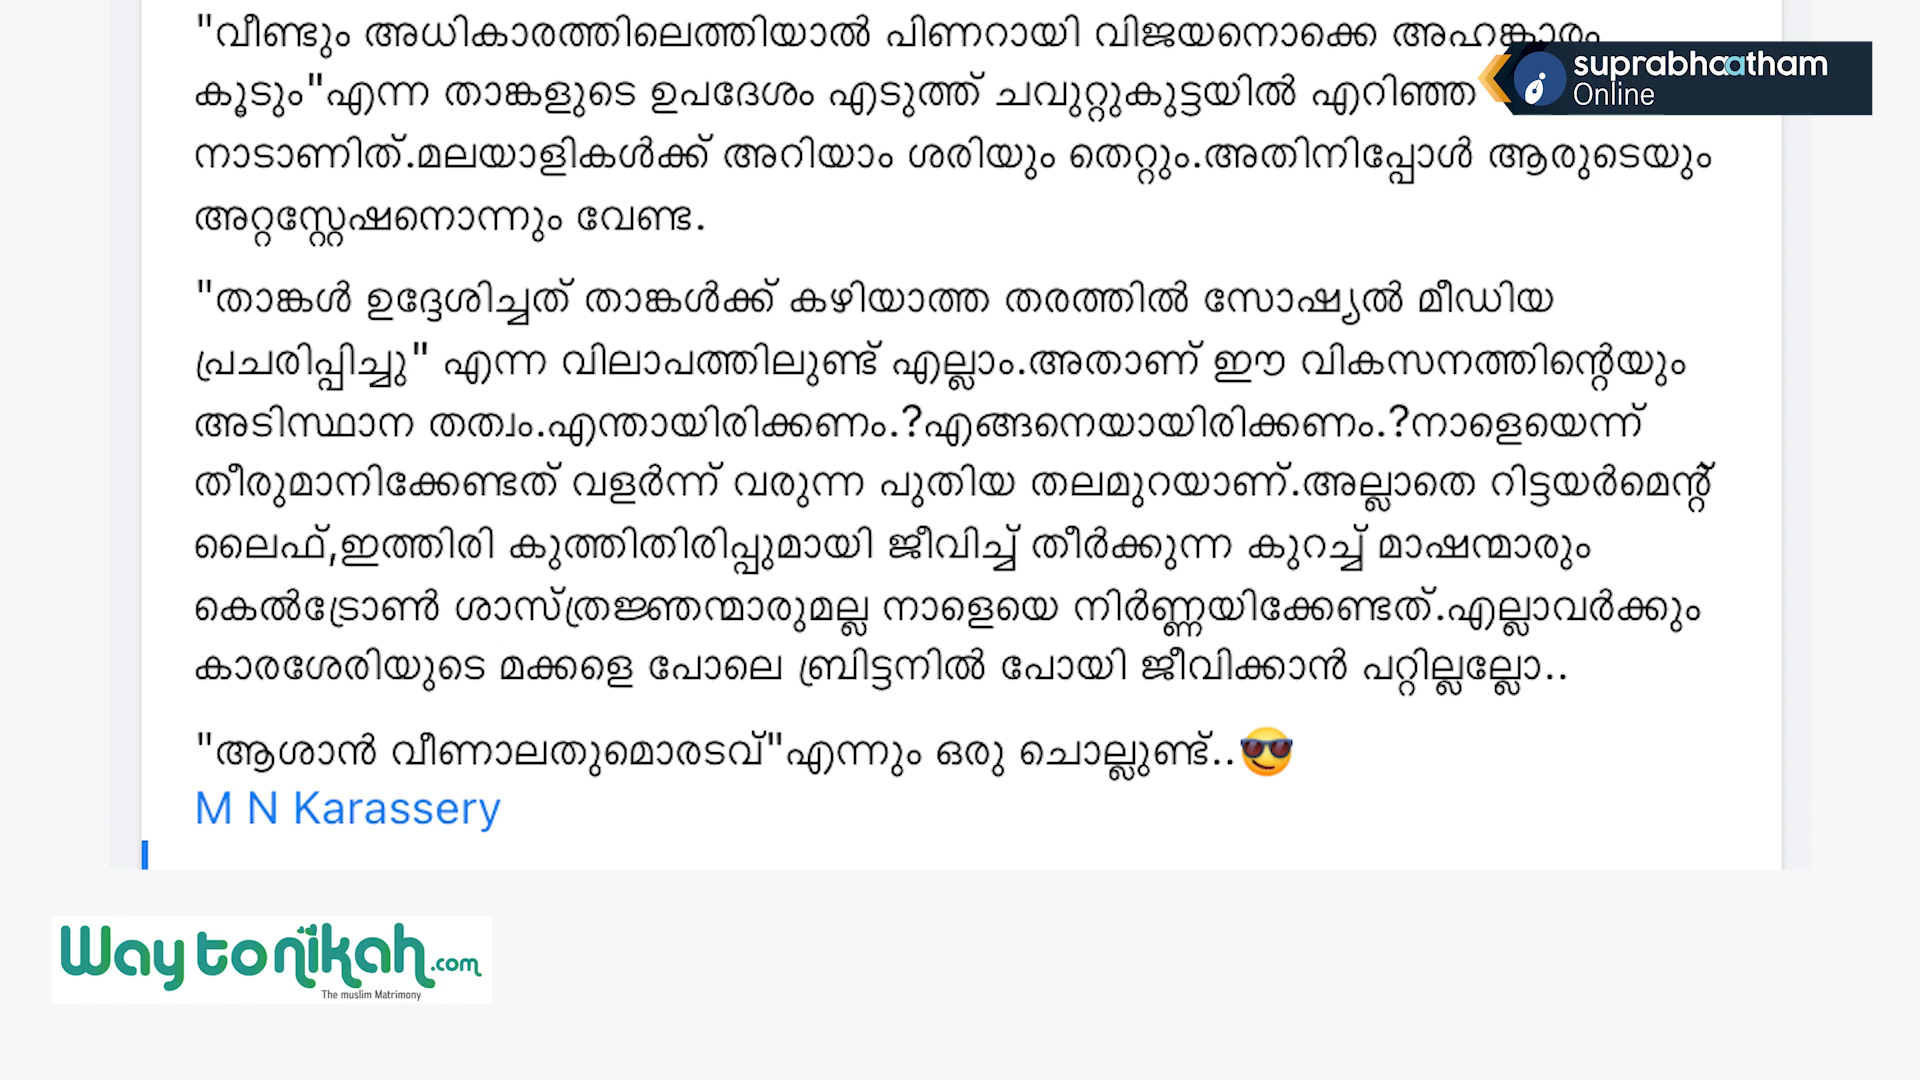 "വീണ്ടും അധികാരത്തിലെത്തിയാൽ പിണറായി വിജയനൊക്കെ അഹങ്കാരം
കൂടും"എന്ന താങ്കളുടെ ഉപദേശം എടുത്ത് ചവുറ്റുകുട്ടയിൽ എറിഞ്ഞ
suprabhaatham
Online
നാടാണിത്.മലയാളികൾക്ക് അറിയാം ശരിയും തെറ്റും.അതിനിപ്പോൾ ആരുടെയും
അറ്റസ്റ്റേഷനൊന്നും വേണ്ട.
"താങ്കൾ ഉദ്ദേശിച്ചത് താങ്കൾക്ക് കഴിയാത്ത തരത്തിൽ സോഷ്യൽ മീഡിയ
പ്രചരിപ്പിച്ചു" എന്ന വിലാപത്തിലുണ്ട് എല്ലാം.അതാണ് ഈ വികസനത്തിന്റെയും
അടിസ്ഥാന തത്വം.എന്തായിരിക്കണം.?എങ്ങനെയായിരിക്കണം.?നാളെയെന്ന്
തീരുമാനിക്കേണ്ടത് വളർന്ന് വരുന്ന പുതിയ തലമുറയാണ്.അല്ലാതെ റിട്ടയർമെന്റ്
ലൈഫ്,ഇത്തിരി കുത്തിതിരിപ്പുമായി ജീവിച്ച് തീർക്കുന്ന കുറച്ച് മാഷന്മാരും
കെൽട്രോൺ ശാസ്ത്രജ്ഞന്മാരുമല്ല നാളെയെ നിർണ്ണയിക്കേണ്ടത്.എല്ലാവർക്കും
കാരശേരിയുടെ മക്കളെ പോലെ ബ്രിട്ടനിൽ പോയി ജീവിക്കാൻ പറ്റില്ലല്ലോ..
"ആശാൻ വീണാലതുമൊരടവ്"എന്നും ഒരു ചൊല്ലുണ്ട്..😎
M N Karassery
Way to nikah.com
The muslim Matrimony